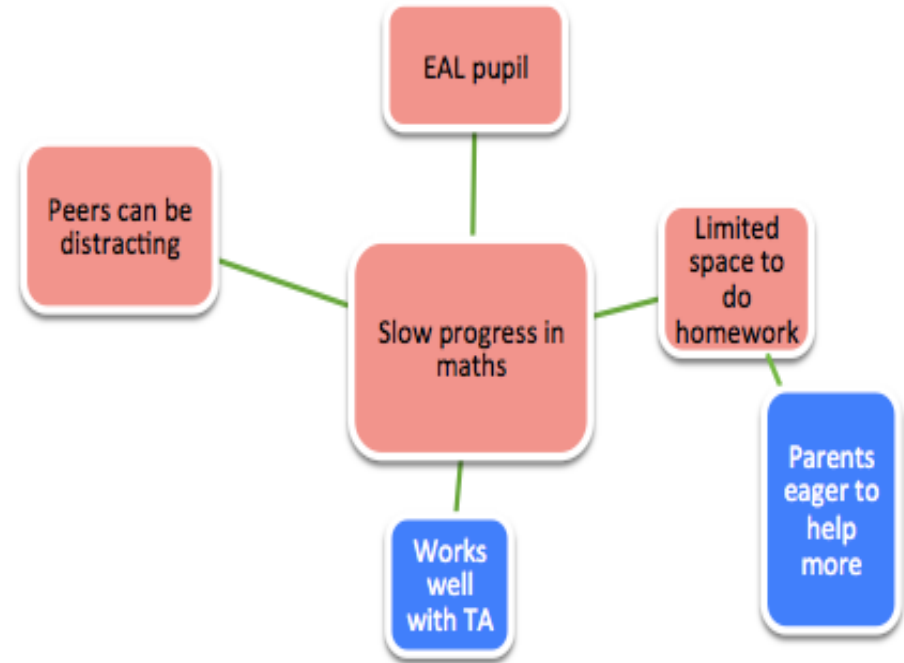 EAL pupil
Peers can be
distracting
Limited
space to
do
homework
Slow progress in
maths
Parents
eager to
help
more
Works
well
with TA